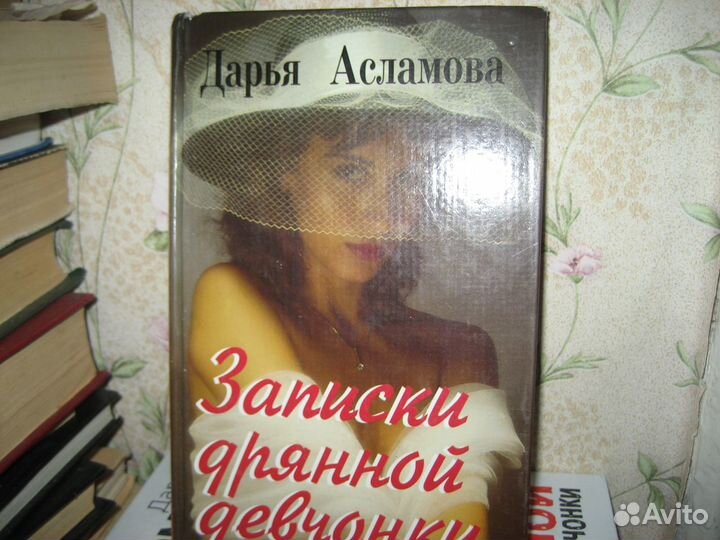 Дарья Асламова
Записки
дрянной
девчонки
Avito